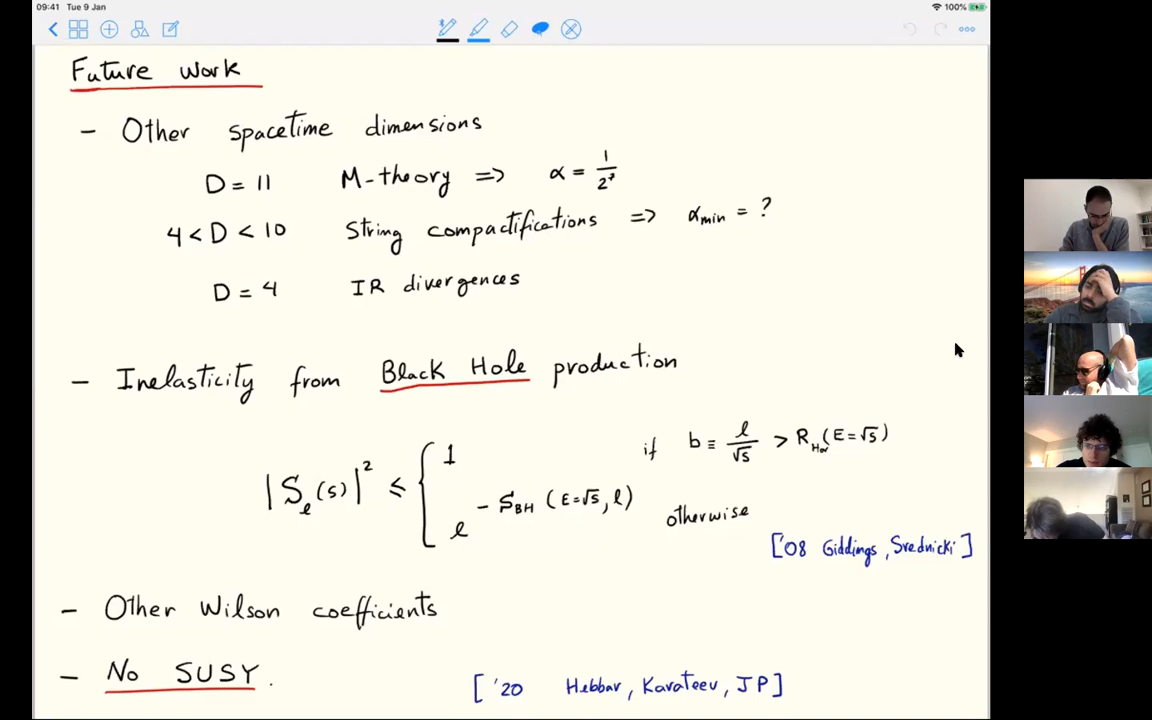 09:41 Tue 9 Jan
100%
Future work
- Other spacetime dimensions
D = 11 M-theory => α = 1/2⁷
4 < D < 10 String compactifications => α_min = ?
D = 4 IR divergences
- Inelasticity from Black Hole production
|S_ℓ(s)|² ≤ { 1 if b ≡ ℓ/√s > R_Hor(E=√s)
e^{-S_BH(E=√s, ℓ)} otherwise
['08 Giddings, Srednicki]
- Other Wilson coefficients
- No SUSY.
['20 Hebbar, Karateev, JP]